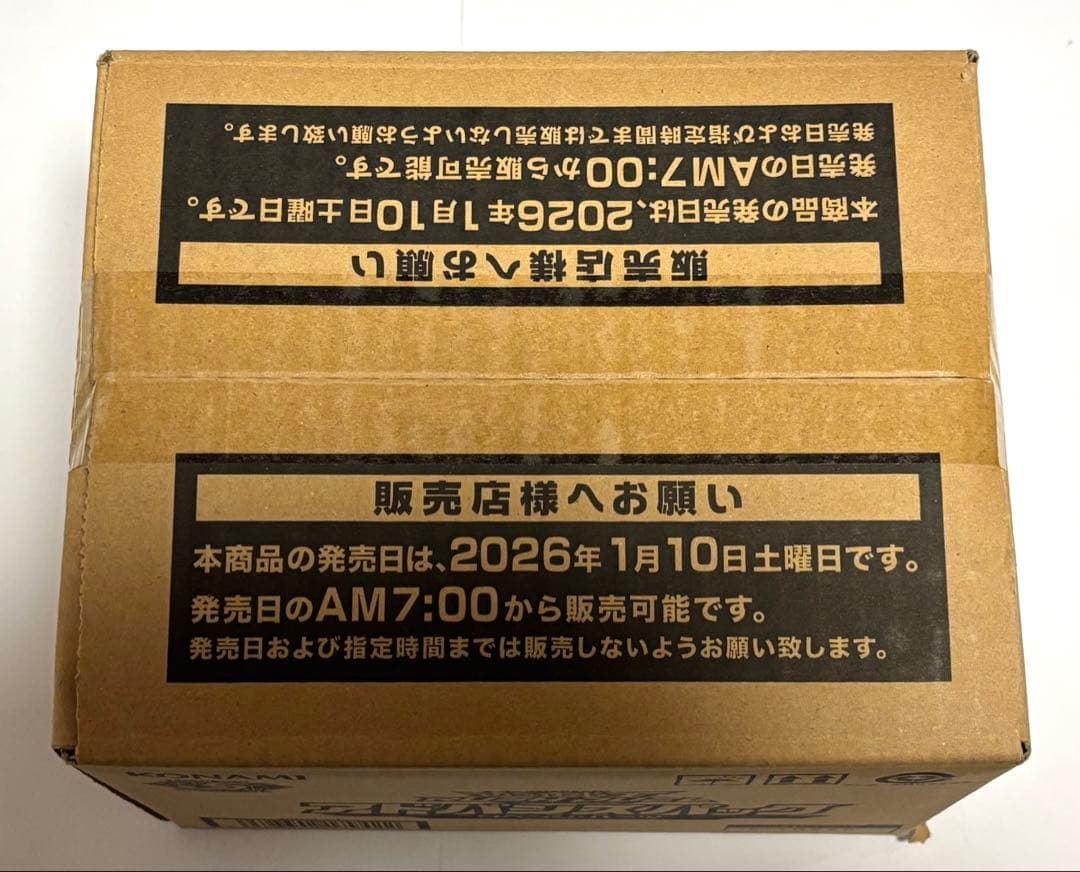 販売店様へお願い
本商品の発売日は、2026年1月10日土曜日です。
発売日のAM7:00から販売可能です。
発売日および指定時間までは販売しないようお願い致します。
販売店様へお願い
本商品の発売日は、2026年1月10日土曜日です。
発売日のAM7:00から販売可能です。
発売日および指定時間までは販売しないようお願い致します。
KONAMI